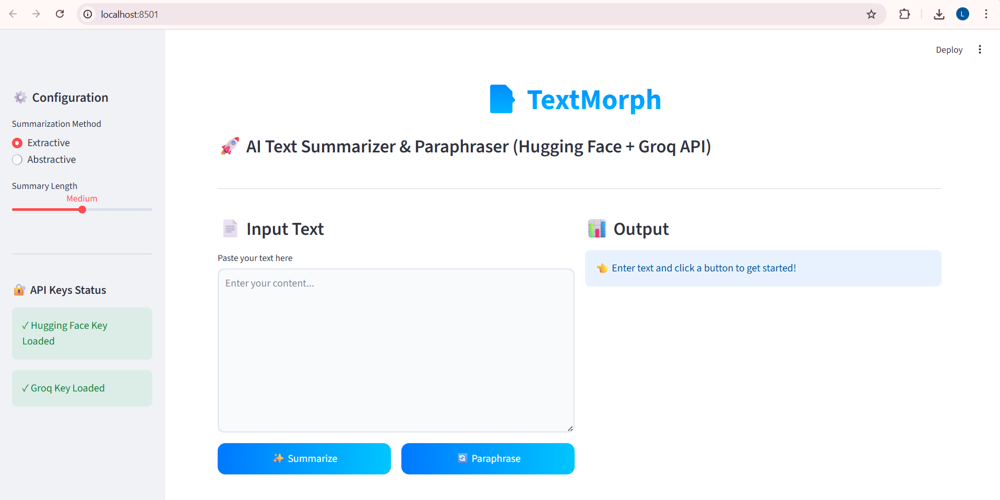 localhost:8501
L
Deploy
Configuration
Summarization Method
Extractive
Abstractive
Summary Length
Medium
API Keys Status
✓ Hugging Face Key
Loaded
✓ Groq Key Loaded
TextMorph
AI Text Summarizer & Paraphraser (Hugging Face + Groq API)
Input Text
Paste your text here
Enter your content...
Summarize
Paraphrase
Output
Enter text and click a button to get started!